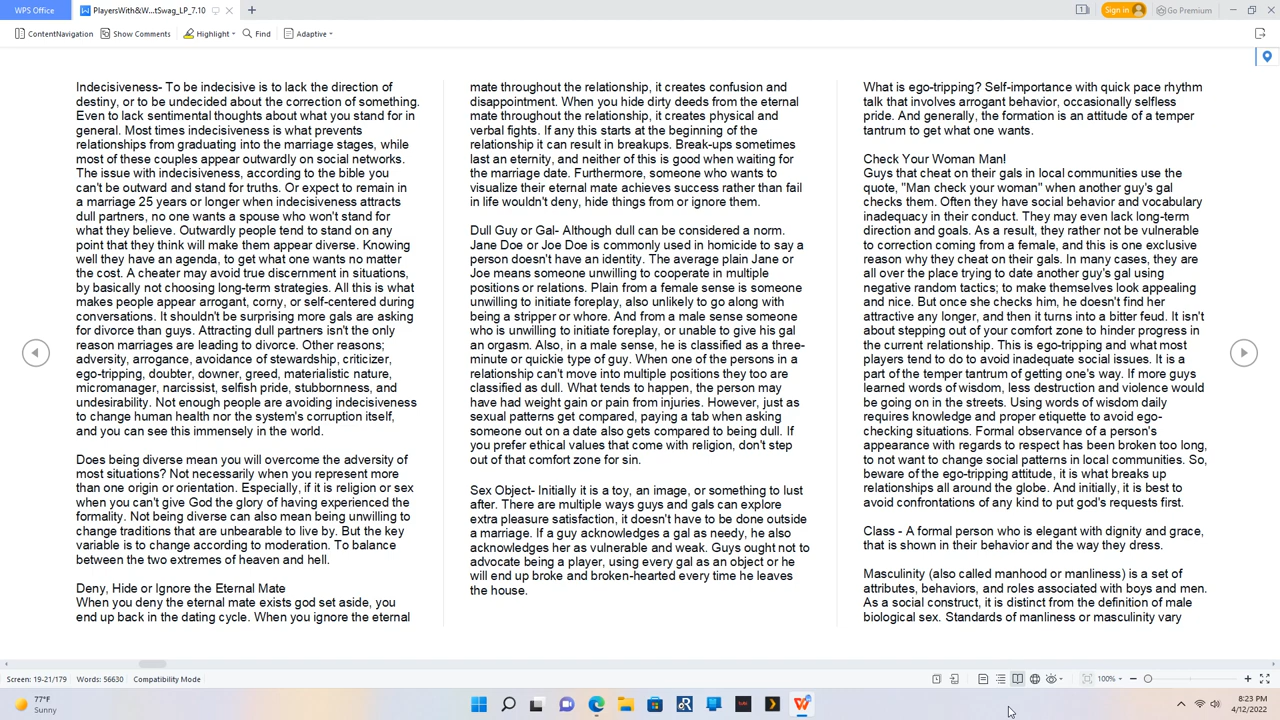 WPS Office
PlayersWith&W...tSwag_LP_7.10
Sign in
Go Premium
ContentNavigation
Show Comments
Highlight
Find
Adaptive
Indecisiveness- To be indecisive is to lack the direction of
destiny, or to be undecided about the correction of something.
Even to lack sentimental thoughts about what you stand for in
general. Most times indecisiveness is what prevents
relationships from graduating into the marriage stages, while
most of these couples appear outwardly on social networks.
The issue with indecisiveness, according to the bible you
can't be outward and stand for truths. Or expect to remain in
a marriage 25 years or longer when indecisiveness attracts
dull partners, no one wants a spouse who won't stand for
what they believe. Outwardly people tend to stand on any
point that they think will make them appear diverse. Knowing
well they have an agenda, to get what one wants no matter
the cost. A cheater may avoid true discernment in situations,
by basically not choosing long-term strategies. All this is what
makes people appear arrogant, corny, or self-centered during
conversations. It shouldn't be surprising more gals are asking
for divorce than guys. Attracting dull partners isn't the only
reason marriages are leading to divorce. Other reasons;
adversity, arrogance, avoidance of stewardship, criticizer,
ego-tripping, doubter, downer, greed, materialistic nature,
micromanager, narcissist, selfish pride, stubbornness, and
undesirability. Not enough people are avoiding indecisiveness
to change human health nor the system's corruption itself,
and you can see this immensely in the world.
Does being diverse mean you will overcome the adversity of
most situations? Not necessarily when you represent more
than one origin or orientation. Especially, if it is religion or sex
when you can't give God the glory of having experienced the
formality. Not being diverse can also mean being unwilling to
change traditions that are unbearable to live by. But the key
variable is to change according to moderation. To balance
between the two extremes of heaven and hell.
Deny, Hide or Ignore the Eternal Mate
When you deny the eternal mate exists god set aside, you
end up back in the dating cycle. When you ignore the eternal
mate throughout the relationship, it creates confusion and
disappointment. When you hide dirty deeds from the eternal
mate throughout the relationship, it creates physical and
verbal fights. If any this starts at the beginning of the
relationship it can result in breakups. Break-ups sometimes
last an eternity, and neither of this is good when waiting for
the marriage date. Furthermore, someone who wants to
visualize their eternal mate achieves success rather than fail
in life wouldn't deny, hide things from or ignore them.
Dull Guy or Gal- Although dull can be considered a norm.
Jane Doe or Joe Doe is commonly used in homicide to say a
person doesn't have an identity. The average plain Jane or
Joe means someone unwilling to cooperate in multiple
positions or relations. Plain from a female sense is someone
unwilling to initiate foreplay, also unlikely to go along with
being a stripper or whore. And from a male sense someone
who is unwilling to initiate foreplay, or unable to give his gal
an orgasm. Also, in a male sense, he is classified as a three-
minute or quickie type of guy. When one of the persons in a
relationship can't move into multiple positions they too are
classified as dull. What tends to happen, the person may
have had weight gain or pain from injuries. However, just as
sexual patterns get compared, paying a tab when asking
someone out on a date also gets compared to being dull. If
you prefer ethical values that come with religion, don't step
out of that comfort zone for sin.
Sex Object- Initially it is a toy, an image, or something to lust
after. There are multiple ways guys and gals can explore
extra pleasure satisfaction, it doesn't have to be done outside
a marriage. If a guy acknowledges a gal as needy, he also
acknowledges her as vulnerable and weak. Guys ought not to
advocate being a player, using every gal as an object or he
will end up broke and broken-hearted every time he leaves
the house.
What is ego-tripping? Self-importance with quick pace rhythm
talk that involves arrogant behavior, occasionally selfless
pride. And generally, the formation is an attitude of a temper
tantrum to get what one wants.
Check Your Woman Man!
Guys that cheat on their gals in local communities use the
quote, "Man check your woman" when another guy's gal
checks them. Often they have social behavior and vocabulary
inadequacy in their conduct. They may even lack long-term
direction and goals. As a result, they rather not be vulnerable
to correction coming from a female, and this is one exclusive
reason why they cheat on their gals. In many cases, they are
all over the place trying to date another guy's gal using
negative random tactics; to make themselves look appealing
and nice. But once she checks him, he doesn't find her
attractive any longer, and then it turns into a bitter feud. It isn't
about stepping out of your comfort zone to hinder progress in
the current relationship. This is ego-tripping and what most
players tend to do to avoid inadequate social issues. It is a
part of the temper tantrum of getting one's way. If more guys
learned words of wisdom, less destruction and violence would
be going on in the streets. Using words of wisdom daily
requires knowledge and proper etiquette to avoid ego-
checking situations. Formal observance of a person's
appearance with regards to respect has been broken too long,
to not want to change social patterns in local communities. So,
beware of the ego-tripping attitude, it is what breaks up
relationships all around the globe. And initially, it is best to
avoid confrontations of any kind to put god's requests first.
Class - A formal person who is elegant with dignity and grace,
that is shown in their behavior and the way they dress.
Masculinity (also called manhood or manliness) is a set of
attributes, behaviors, and roles associated with boys and men.
As a social construct, it is distinct from the definition of male
biological sex. Standards of manliness or masculinity vary
Screen: 19-21/179
Words: 56630
Compatibility Mode
100%
77°F
Sunny
6:23 PM
4/12/2022